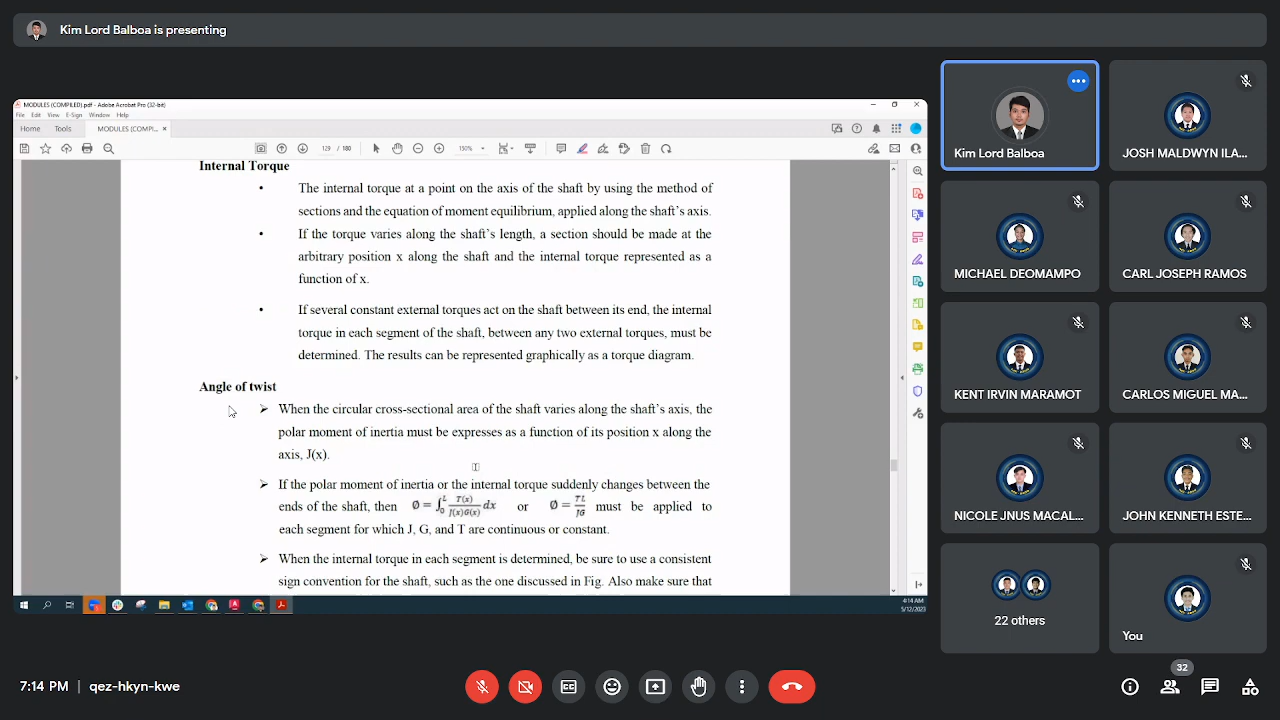 Kim Lord Balboa is presenting
MODULES (COMPILED).pdf - Adobe Acrobat Pro (32-bit)
File Edit View E-Sign Window Help
Home Tools MODULES (COMPI... ×
129 / 180 150%
Internal Torque
• The internal torque at a point on the axis of the shaft by using the method of
sections and the equation of moment equilibrium, applied along the shaft's axis.
• If the torque varies along the shaft's length, a section should be made at the
arbitrary position x along the shaft and the internal torque represented as a
function of x.
• If several constant external torques act on the shaft between its end, the internal
torque in each segment of the shaft, between any two external torques, must be
determined. The results can be represented graphically as a torque diagram.
Angle of twist
➢ When the circular cross-sectional area of the shaft varies along the shaft's axis, the
polar moment of inertia must be expresses as a function of its position x along the
axis, J(x).
➢ If the polar moment of inertia or the internal torque suddenly changes between the
ends of the shaft, then Ø = ∫₀ᴸ T(x)/J(x)G(x) dx or Ø = TL/JG must be applied to
each segment for which J, G, and T are continuous or constant.
➢ When the internal torque in each segment is determined, be sure to use a consistent
sign convention for the shaft, such as the one discussed in Fig. Also make sure that
4:14 AM
5/12/2023
Kim Lord Balboa
JOSH MALDWYN ILA...
MICHAEL DEOMAMPO
CARL JOSEPH RAMOS
KENT IRVIN MARAMOT
CARLOS MIGUEL MA...
NICOLE JNUS MACAL...
JOHN KENNETH ESTE...
22 others
You
7:14 PM | qez-hkyn-kwe
32